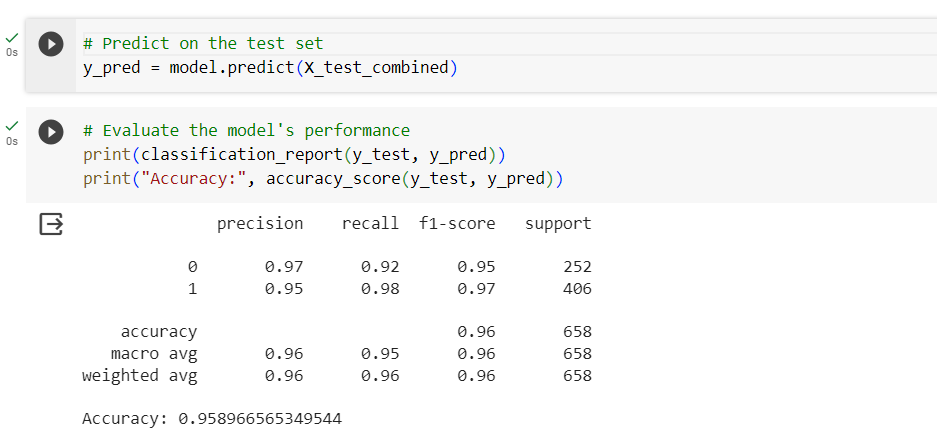 0s
# Predict on the test set
y_pred = model.predict(X_test_combined)
0s
# Evaluate the model's performance
print(classification_report(y_test, y_pred))
print("Accuracy:", accuracy_score(y_test, y_pred))
precision recall f1-score support
0 0.97 0.92 0.95 252
1 0.95 0.98 0.97 406
accuracy 0.96 658
macro avg 0.96 0.95 0.96 658
weighted avg 0.96 0.96 0.96 658
Accuracy: 0.958966565349544